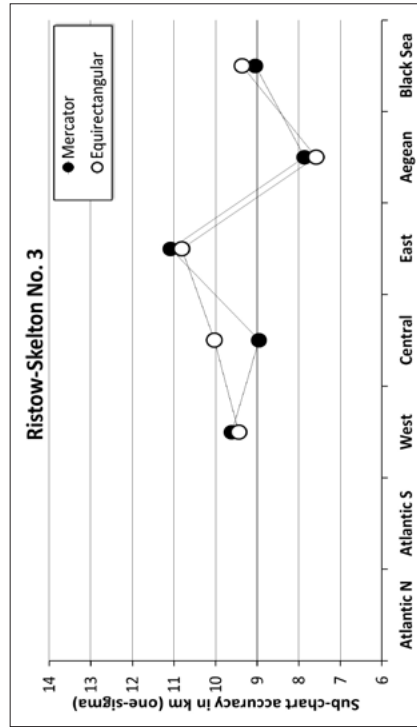 Ristow-Skelton No. 3
Mercator
Equirectangular
Sub-chart accuracy in km (one-sigma)
14
13
12
11
10
9
8
7
6
Atlantic N
Atlantic S
West
Central
East
Aegean
Black Sea